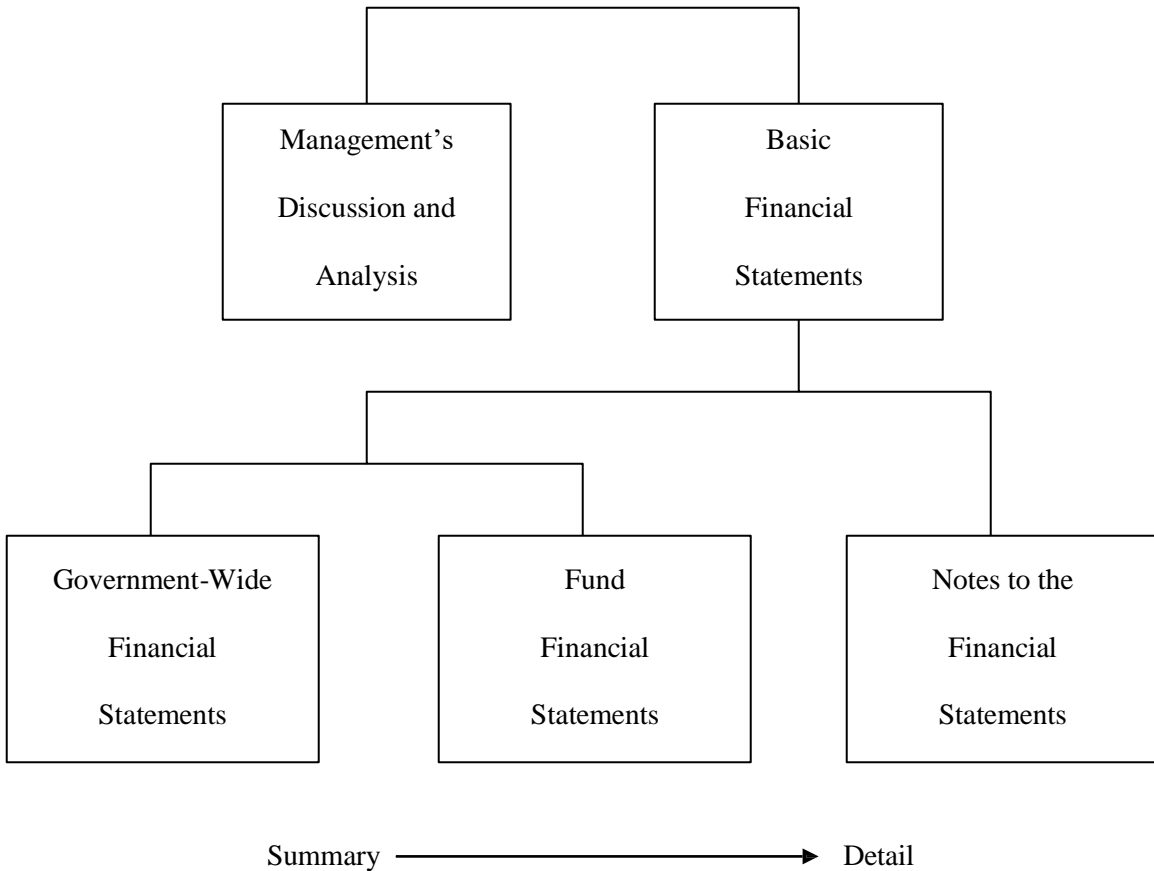 Management’s
Discussion and
Analysis
Basic
Financial
Statements
Government-Wide
Financial
Statements
Fund
Financial
Statements
Notes to the
Financial
Statements
Summary
Detail